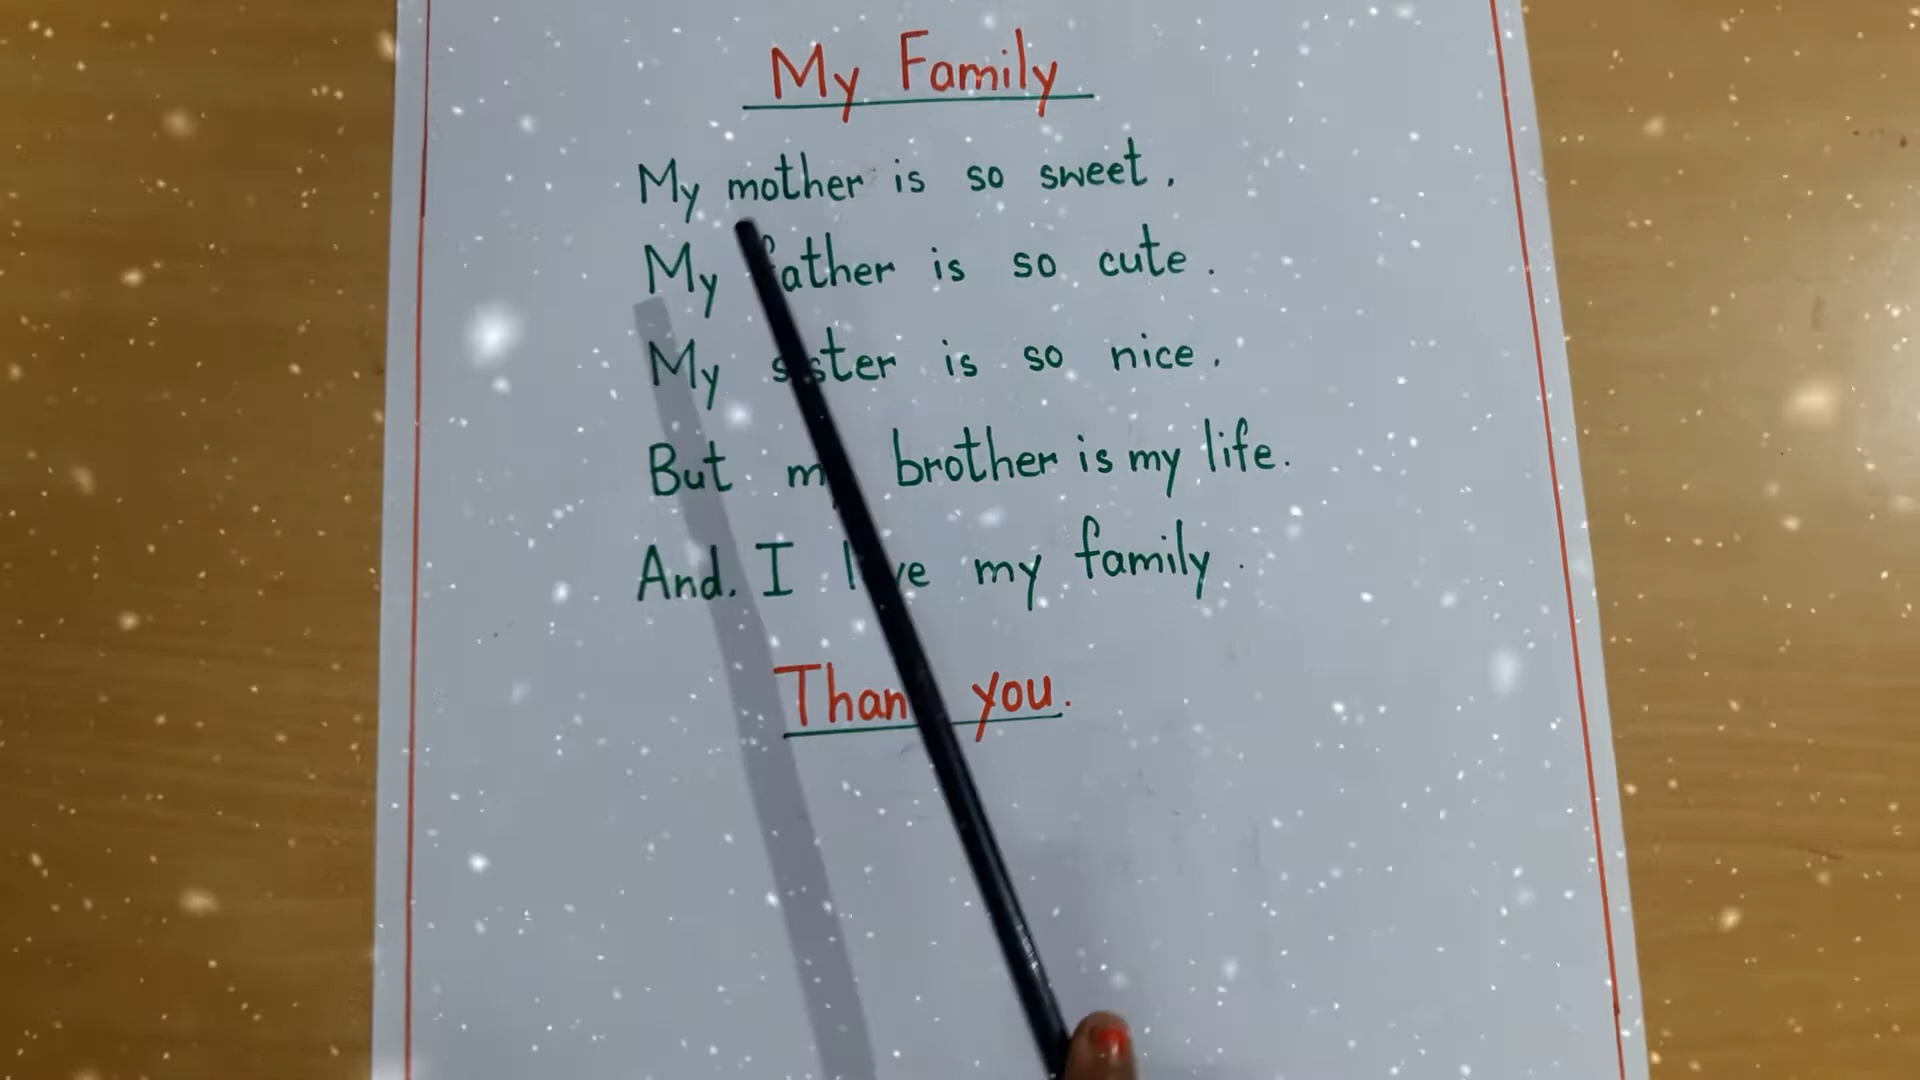 My Family
My mother is so sweet.
My father is so cute.
My sister is so nice.
But my brother is my life.
And. I love my family.
Thank you.